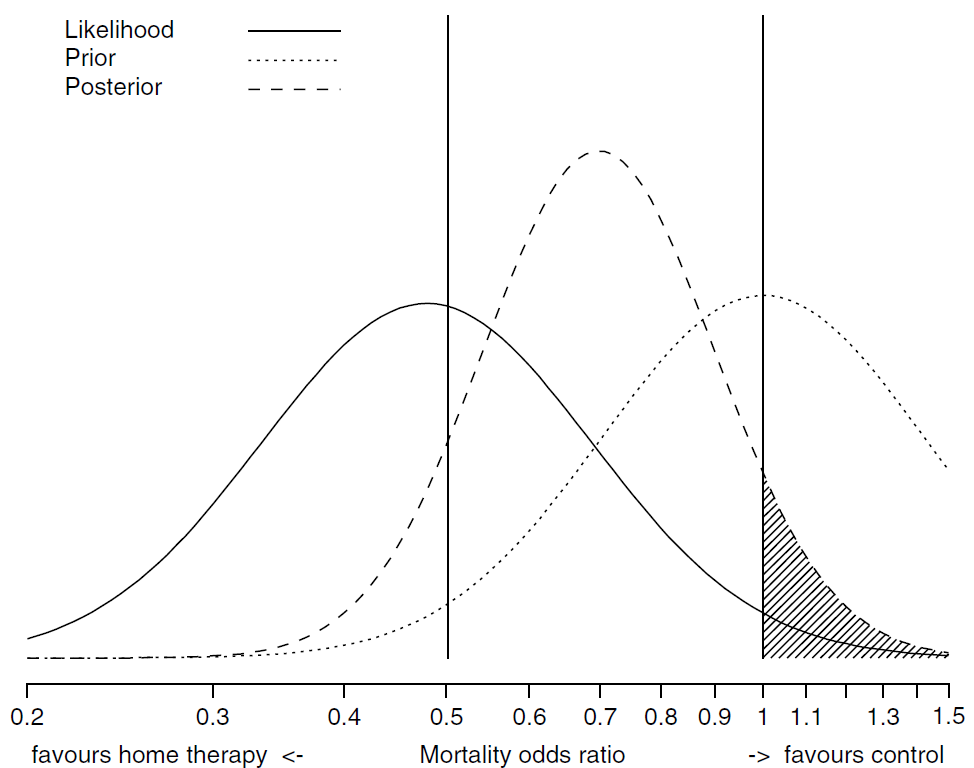 Likelihood
Prior
Posterior
0.2 0.3 0.4 0.5 0.6 0.7 0.8 0.9 1 1.1 1.3 1.5
favours home therapy <- Mortality odds ratio -> favours control